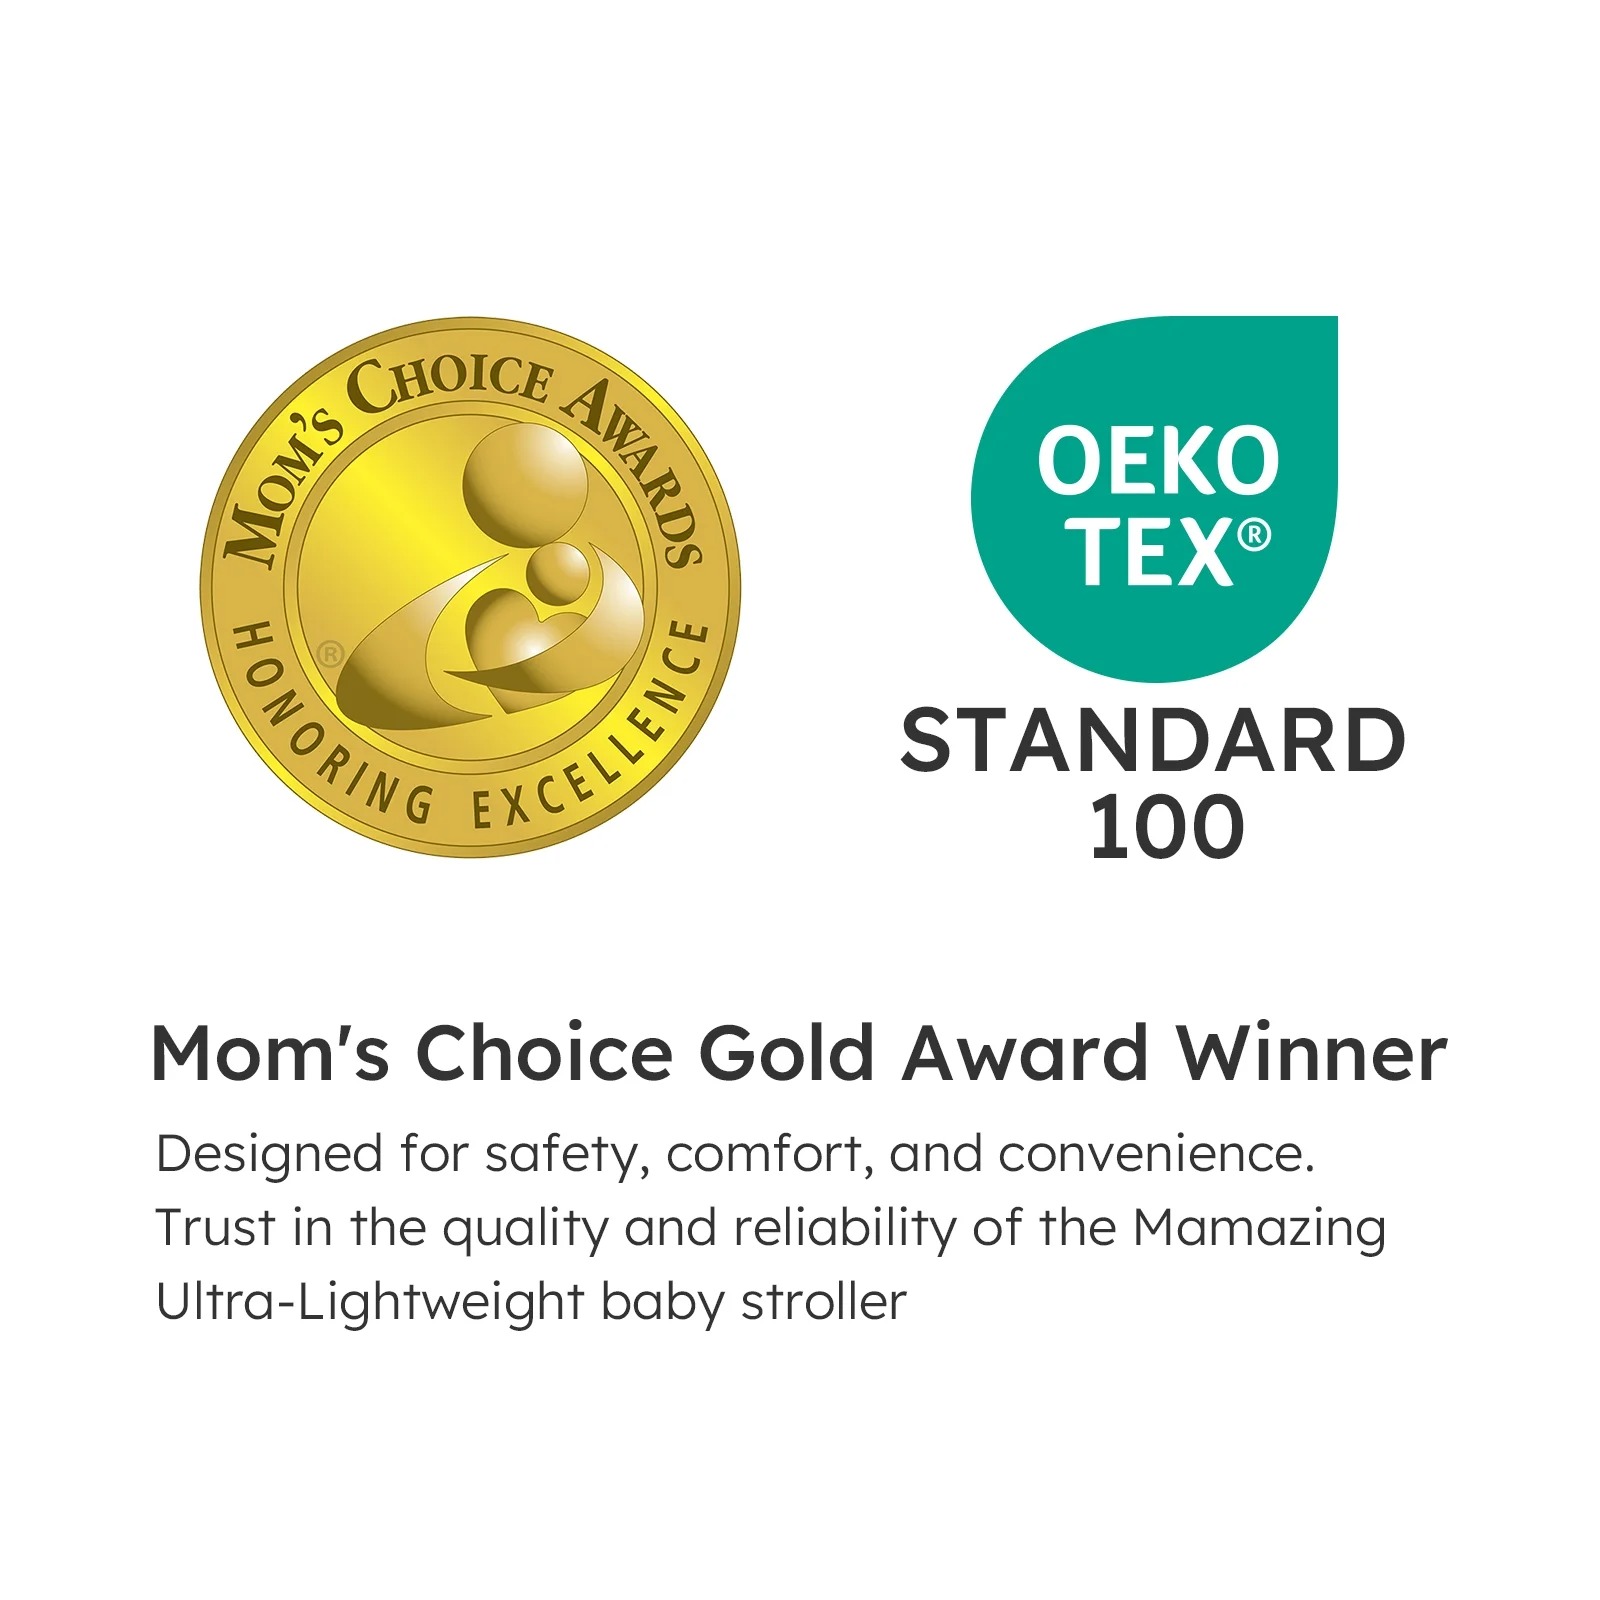 MOM'S CHOICE AWARDS
HONORING EXCELLENCE
®
OEKO
TEX®
STANDARD
100
Mom's Choice Gold Award Winner
Designed for safety, comfort, and convenience.
Trust in the quality and reliability of the Mamazing
Ultra-Lightweight baby stroller